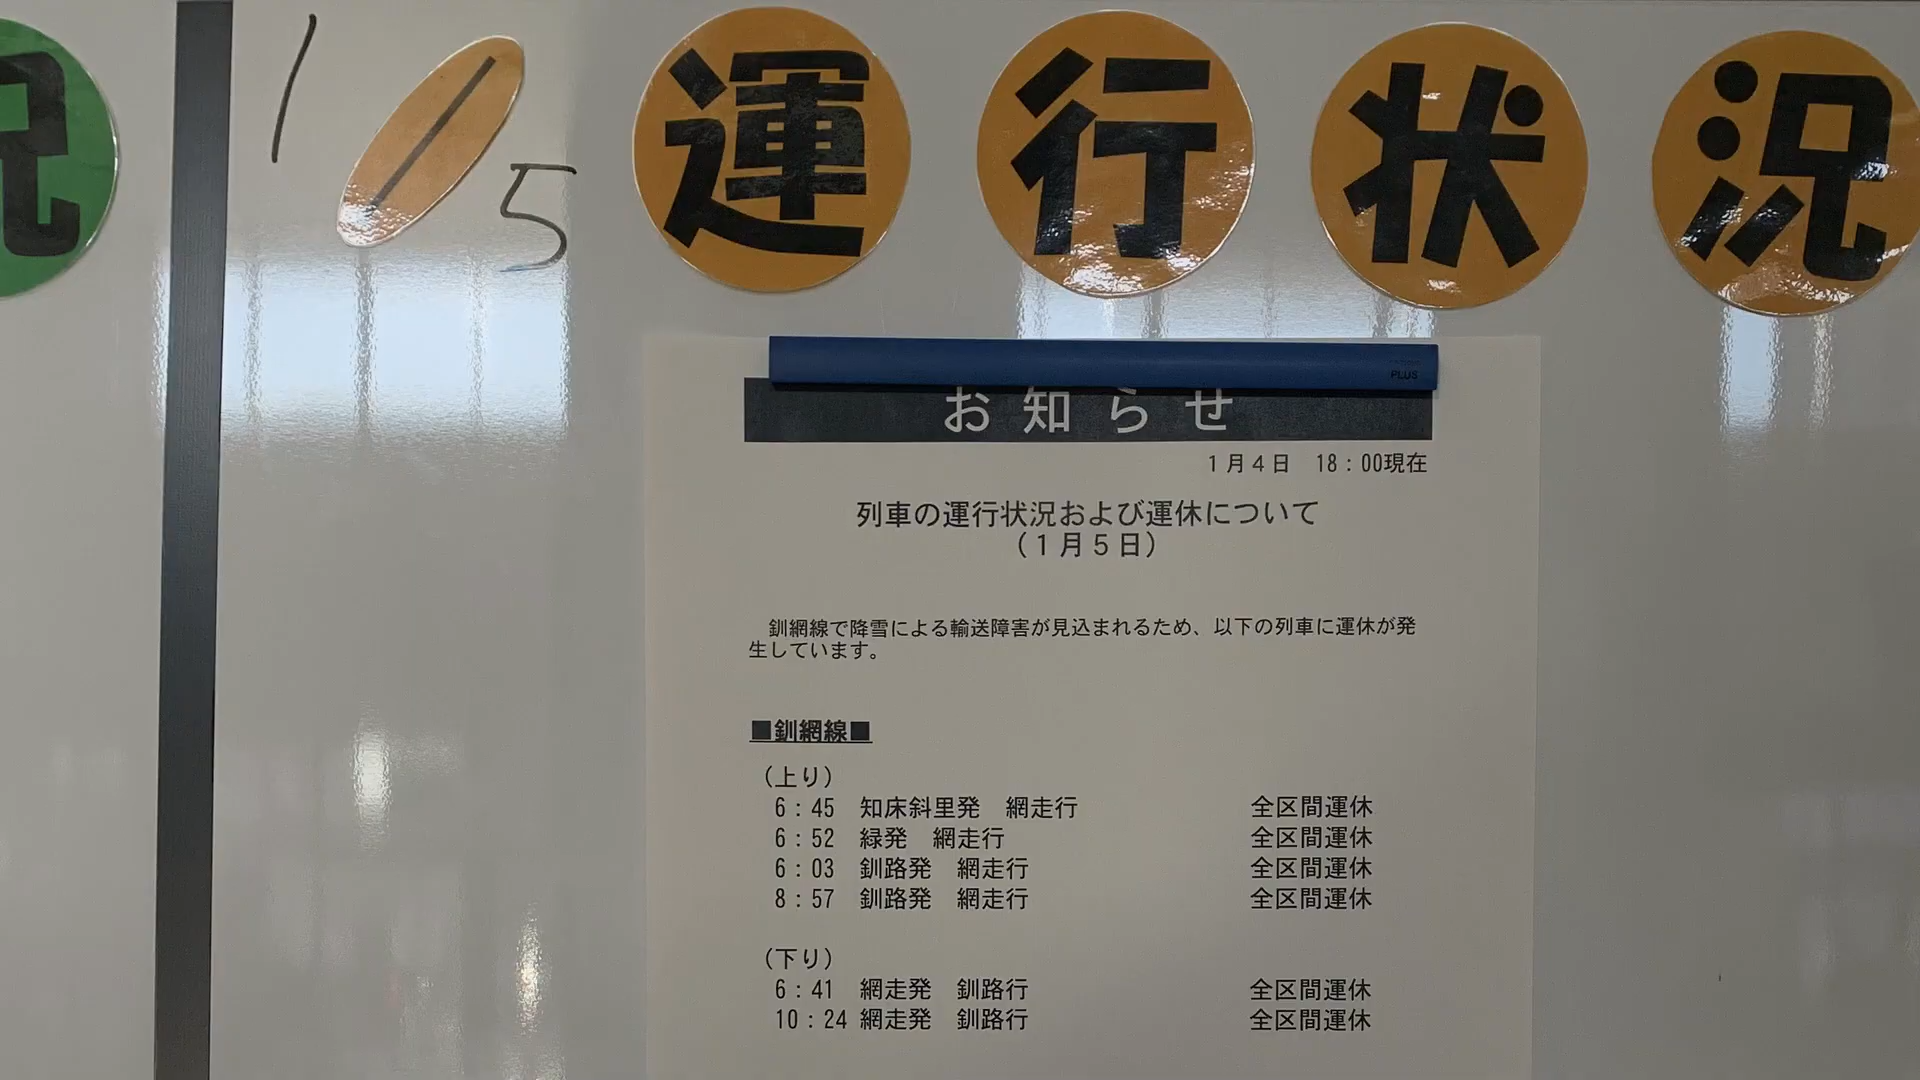 1/5 運行状況
況
PLUS
お知らせ
1月4日 18:00現在
列車の運行状況および運休について
(1月5日)
釧網線で降雪による輸送障害が見込まれるため、以下の列車に運休が発
生しています。
■釧網線■
(上り)
6:45 知床斜里発 網走行 全区間運休
6:52 緑発 網走行 全区間運休
6:03 釧路発 網走行 全区間運休
8:57 釧路発 網走行 全区間運休
(下り)
6:41 網走発 釧路行 全区間運休
10:24 網走発 釧路行 全区間運休